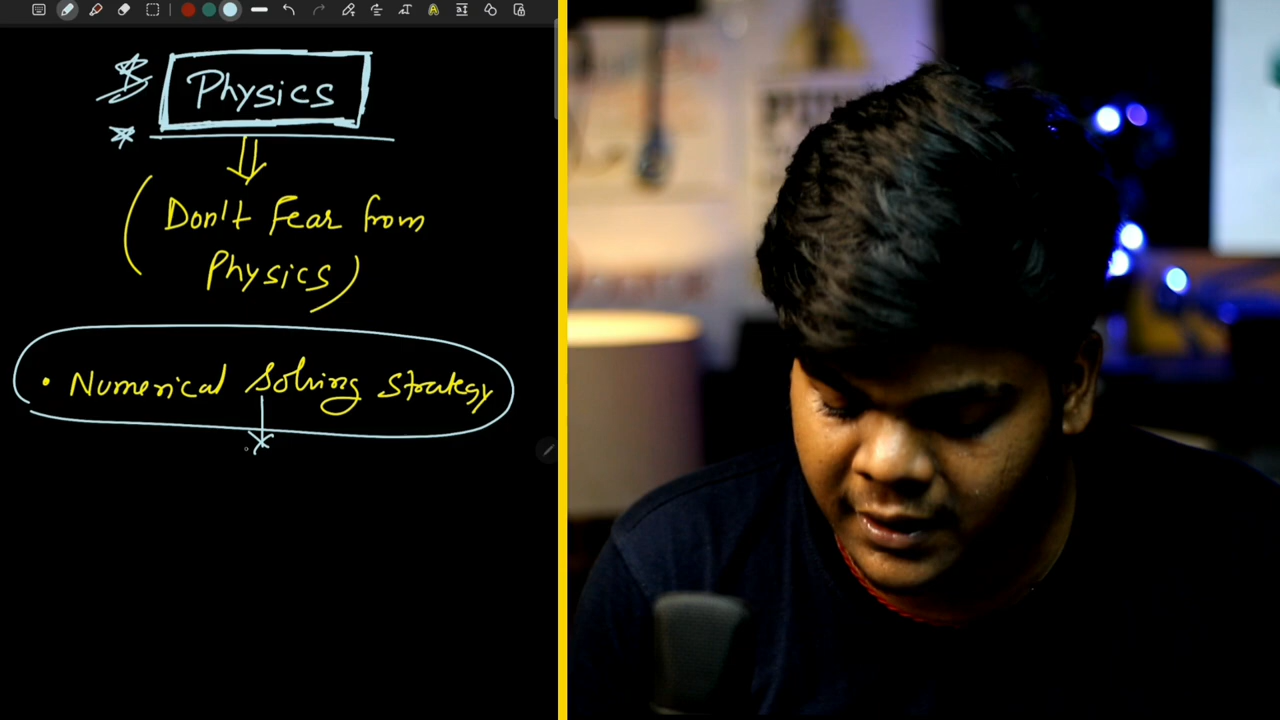 Physics
(Don't Fear from
Physics)
• Numerical Solving Strategy